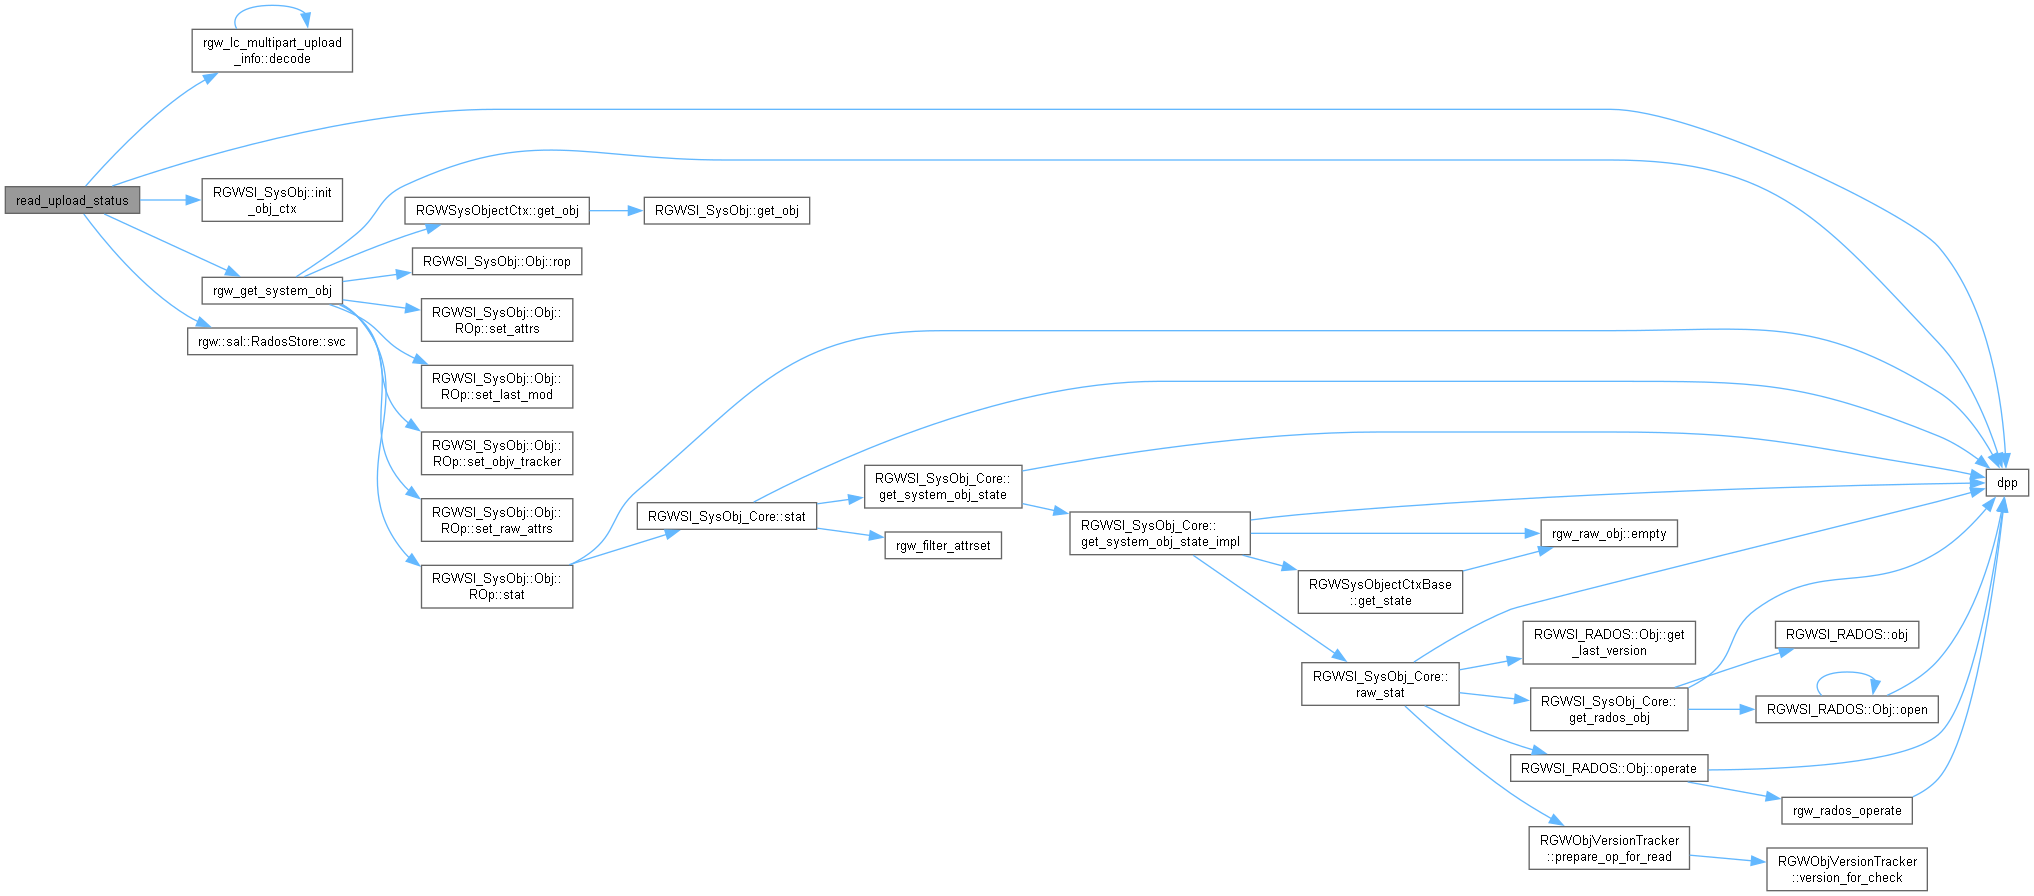 rgw_lc_multipart_upload
_info::decode
read_upload_status
RGWSI_SysObj::init
_obj_ctx
rgw_get_system_obj
rgw::sal::RadosStore::svc
RGWSysObjectCtx::get_obj
RGWSI_SysObj::get_obj
RGWSI_SysObj::Obj::rop
RGWSI_SysObj::Obj::
ROp::set_attrs
RGWSI_SysObj::Obj::
ROp::set_last_mod
RGWSI_SysObj::Obj::
ROp::set_objv_tracker
RGWSI_SysObj::Obj::
ROp::set_raw_attrs
RGWSI_SysObj::Obj::
ROp::stat
RGWSI_SysObj_Core::stat
RGWSI_SysObj_Core::
get_system_obj_state
rgw_filter_attrset
RGWSI_SysObj_Core::
get_system_obj_state_impl
dpp
rgw_raw_obj::empty
RGWSysObjectCtxBase
::get_state
RGWSI_SysObj_Core::
raw_stat
RGWSI_RADOS::Obj::get
_last_version
RGWSI_SysObj_Core::
get_rados_obj
RGWSI_RADOS::obj
RGWSI_RADOS::Obj::open
RGWSI_RADOS::Obj::operate
rgw_rados_operate
RGWObjVersionTracker
::prepare_op_for_read
RGWObjVersionTracker
::version_for_check